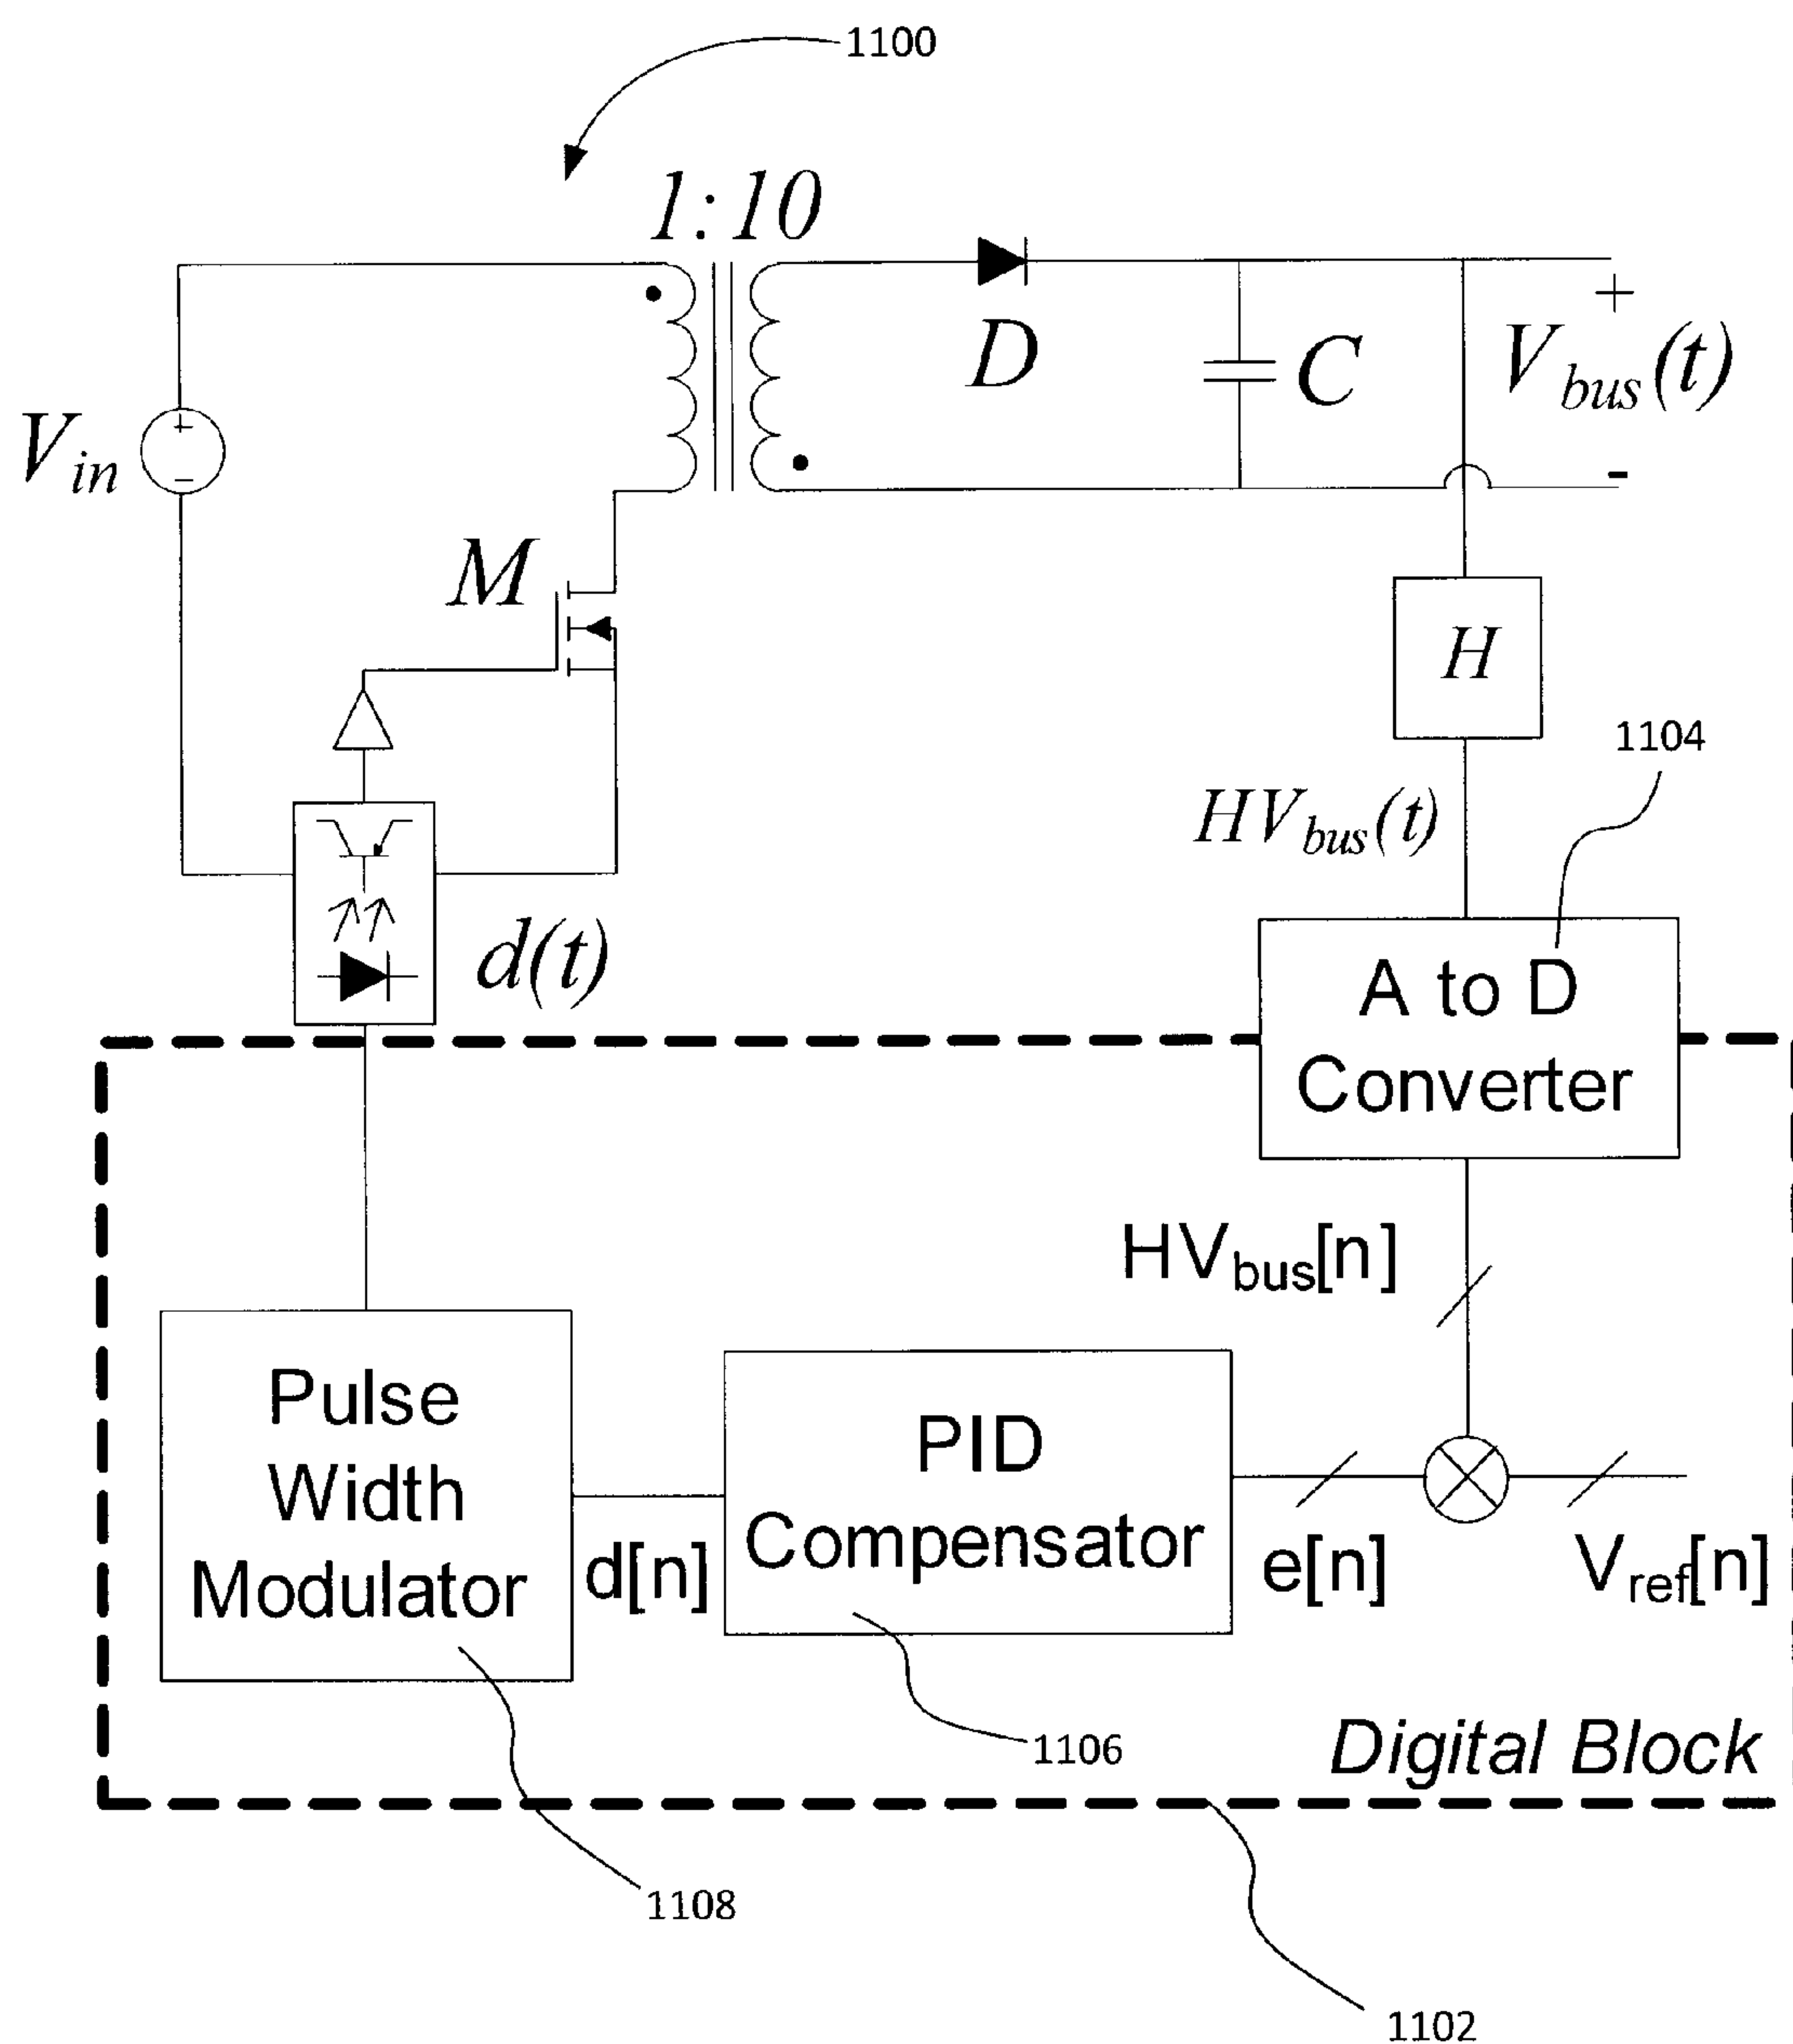 1100
1:10
D
C
+
V_bus(t)
-
V_in
+
-
M
H
1104
HV_bus(t)
d(t)
A to D
Converter
HV_bus[n]
Pulse
Width
Modulator
d[n]
PID
Compensator
e[n]
V_ref[n]
1106
Digital Block
1108
1102